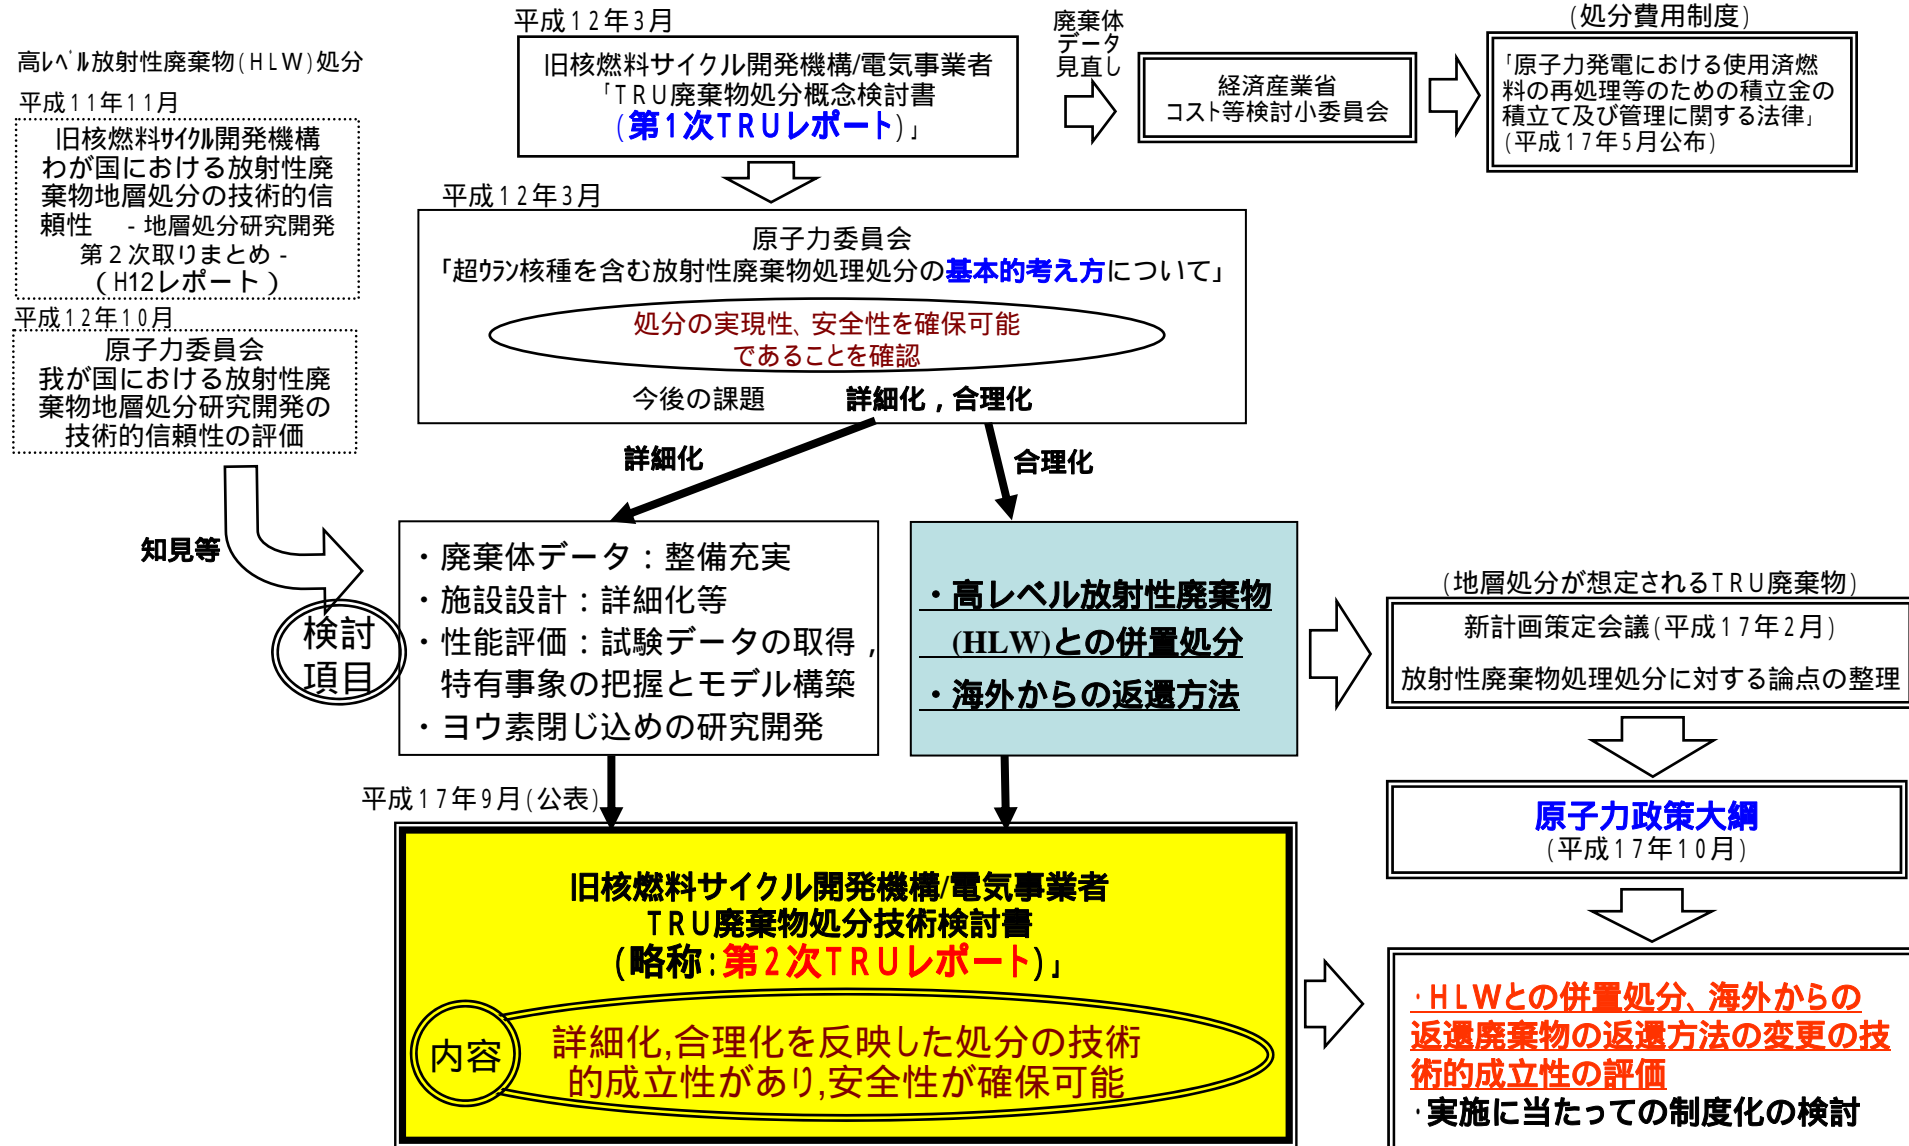 高レベル放射性廃棄物(HLW)処分
平成11年11月
旧核燃料サイクル開発機構
わが国における放射性廃
棄物地層処分の技術的信
頼性　- 地層処分研究開発
第２次取りまとめ -
（H12レポート）
平成12年10月
原子力委員会
我が国における放射性廃
棄物地層処分研究開発の
技術的信頼性の評価
知見等
平成12年3月
旧核燃料サイクル開発機構/電気事業者
「TRU廃棄物処分概念検討書
(第1次TRUレポート)」
廃棄体
データ
見直し
経済産業省
コスト等検討小委員会
(処分費用制度)
「原子力発電における使用済燃
料の再処理等のための積立金の
積立て及び管理に関する法律」
(平成17年5月公布)
平成12年3月
原子力委員会
「超ウラン核種を含む放射性廃棄物処理処分の基本的考え方について」
処分の実現性、安全性を確保可能
であることを確認
今後の課題　詳細化，合理化
詳細化
合理化
検討
項目
・廃棄体データ：整備充実
・施設設計：詳細化等
・性能評価：試験データの取得，
特有事象の把握とモデル構築
・ヨウ素閉じ込めの研究開発
・高レベル放射性廃棄物
(HLW)との併置処分
・海外からの返還方法
(地層処分が想定されるTRU廃棄物)
新計画策定会議(平成17年2月)
放射性廃棄物処理処分に対する論点の整理
原子力政策大綱
(平成17年10月)
平成17年9月(公表)
旧核燃料サイクル開発機構/電気事業者
TRU廃棄物処分技術検討書
(略称:第2次TRUレポート)」
内容
詳細化,合理化を反映した処分の技術
的成立性があり,安全性が確保可能
・HLWとの併置処分、海外からの
返還廃棄物の返還方法の変更の技
術的成立性の評価
・実施に当たっての制度化の検討